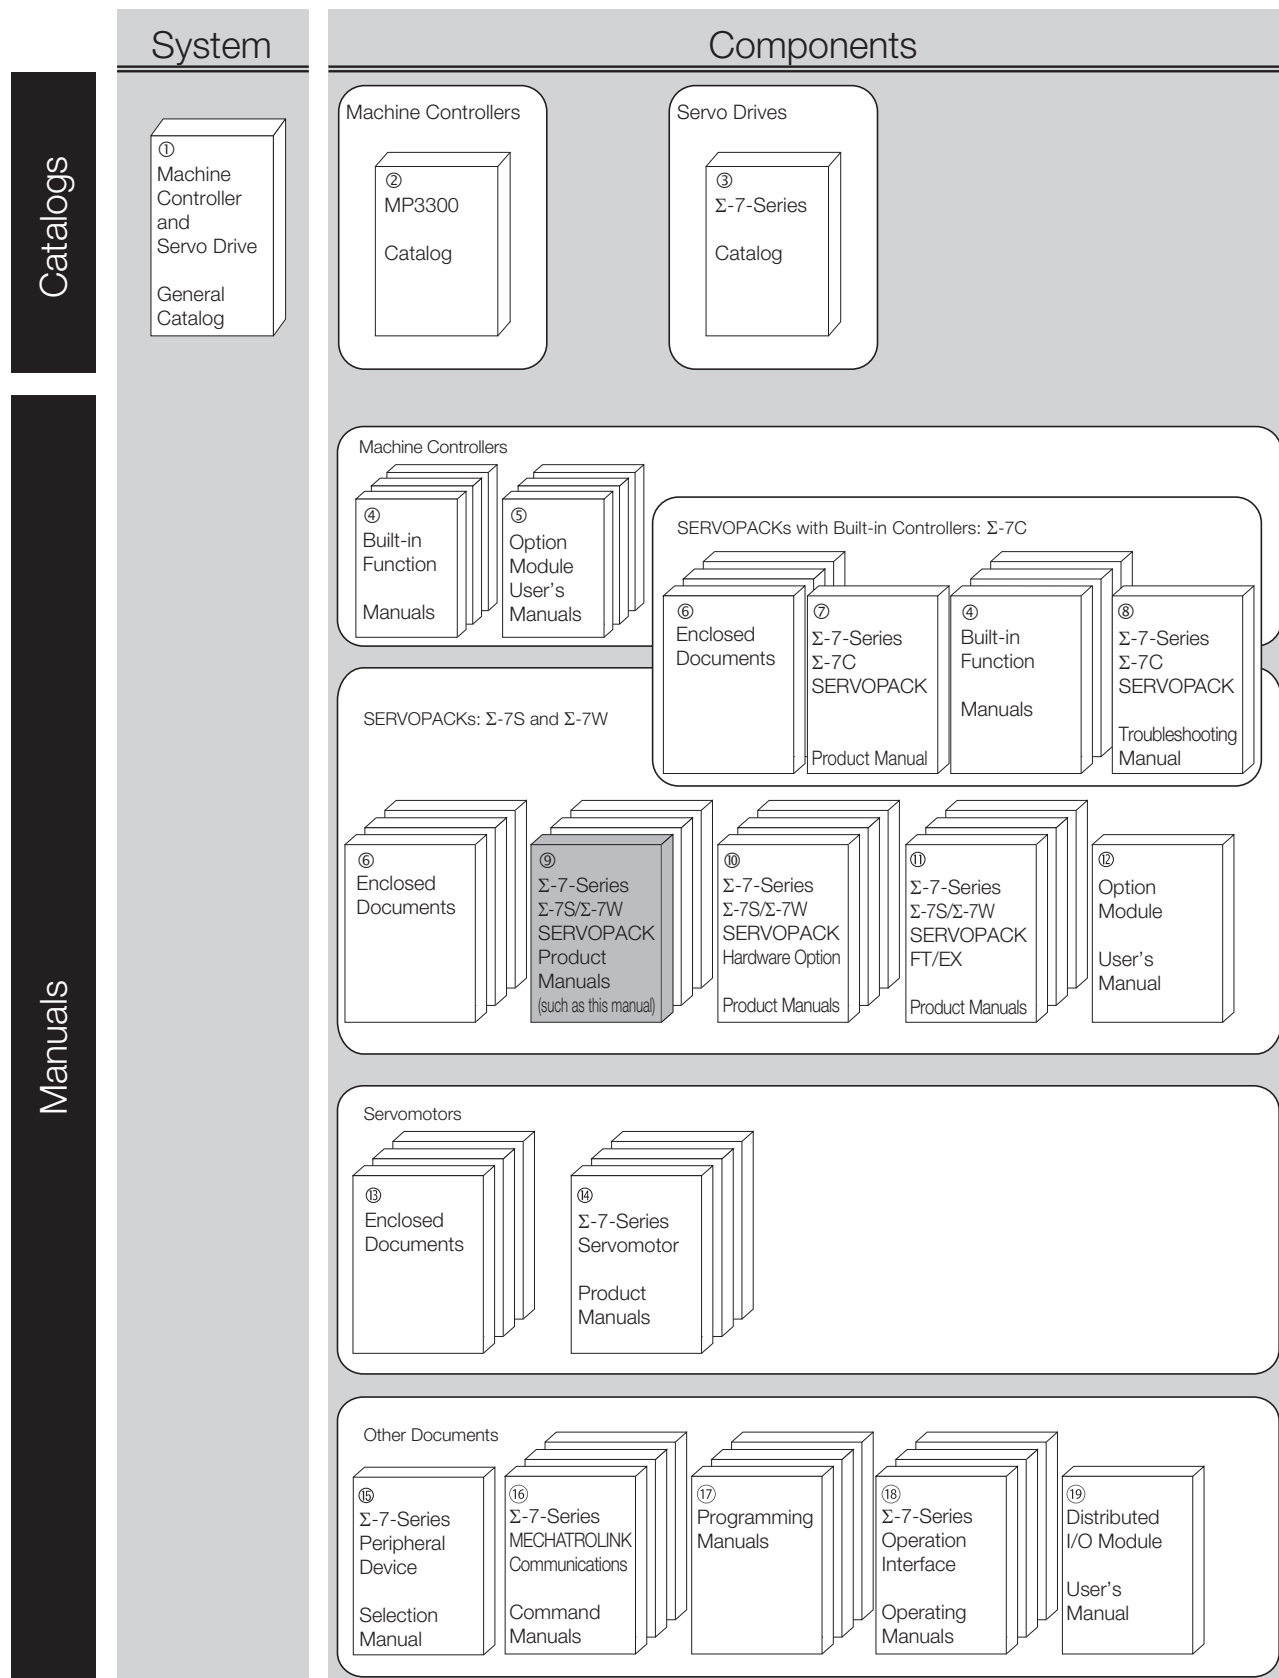 System
Components
Catalogs
①
Machine
Controller
and
Servo Drive
General
Catalog
Machine Controllers
②
MP3300
Catalog
Servo Drives
③
Σ-7-Series
Catalog
Manuals
Machine Controllers
④
Built-in
Function
Manuals
⑤
Option
Module
User's
Manuals
SERVOPACKs with Built-in Controllers: Σ-7C
⑥
Enclosed
Documents
⑦
Σ-7-Series
Σ-7C
SERVOPACK
Product Manual
④
Built-in
Function
Manuals
⑧
Σ-7-Series
Σ-7C
SERVOPACK
Troubleshooting
Manual
SERVOPACKs: Σ-7S and Σ-7W
⑥
Enclosed
Documents
⑨
Σ-7-Series
Σ-7S/Σ-7W
SERVOPACK
Product
Manuals
(such as this manual)
⑩
Σ-7-Series
Σ-7S/Σ-7W
SERVOPACK
Hardware Option
Product Manuals
⑪
Σ-7-Series
Σ-7S/Σ-7W
SERVOPACK
FT/EX
Product Manuals
⑫
Option
Module
User's
Manual
Servomotors
⑬
Enclosed
Documents
⑭
Σ-7-Series
Servomotor
Product
Manuals
Other Documents
⑮
Σ-7-Series
Peripheral
Device
Selection
Manual
⑯
Σ-7-Series
MECHATROLINK
Communications
Command
Manuals
⑰
Programming
Manuals
⑱
Σ-7-Series
Operation
Interface
Operating
Manuals
⑲
Distributed
I/O Module
User's
Manual